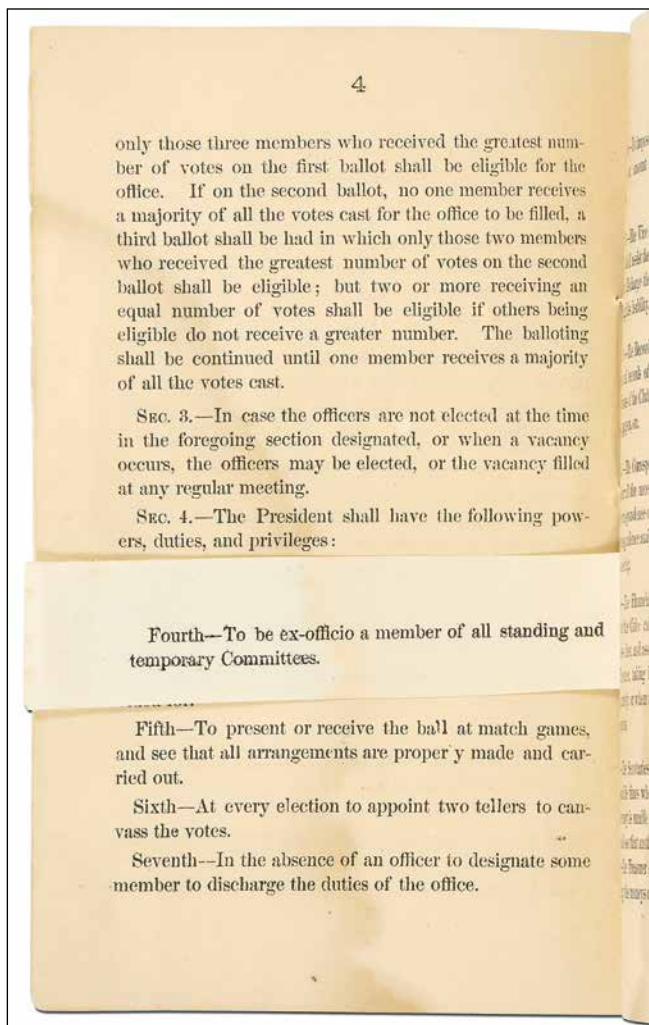 4
only those three members who received the greatest num-
ber of votes on the first ballot shall be eligible for the
office. If on the second ballot, no one member receives
a majority of all the votes cast for the office to be filled, a
third ballot shall be had in which only those two members
who received the greatest number of votes on the second
ballot shall be eligible; but two or more receiving an
equal number of votes shall be eligible if others being
eligible do not receive a greater number. The balloting
shall be continued until one member receives a majority
of all the votes cast.
SEC. 3.—In case the officers are not elected at the time
in the foregoing section designated, or when a vacancy
occurs, the officers may be elected, or the vacancy filled
at any regular meeting.
SEC. 4.—The President shall have the following pow-
ers, duties, and privileges:
Fourth—To be ex-officio a member of all standing and
temporary Committees.
Fifth—To present or receive the ball at match games,
and see that all arrangements are proper y made and car-
ried out.
Sixth—At every election to appoint two tellers to can-
vass the votes.
Seventh--In the absence of an officer to designate some
member to discharge the duties of the office.